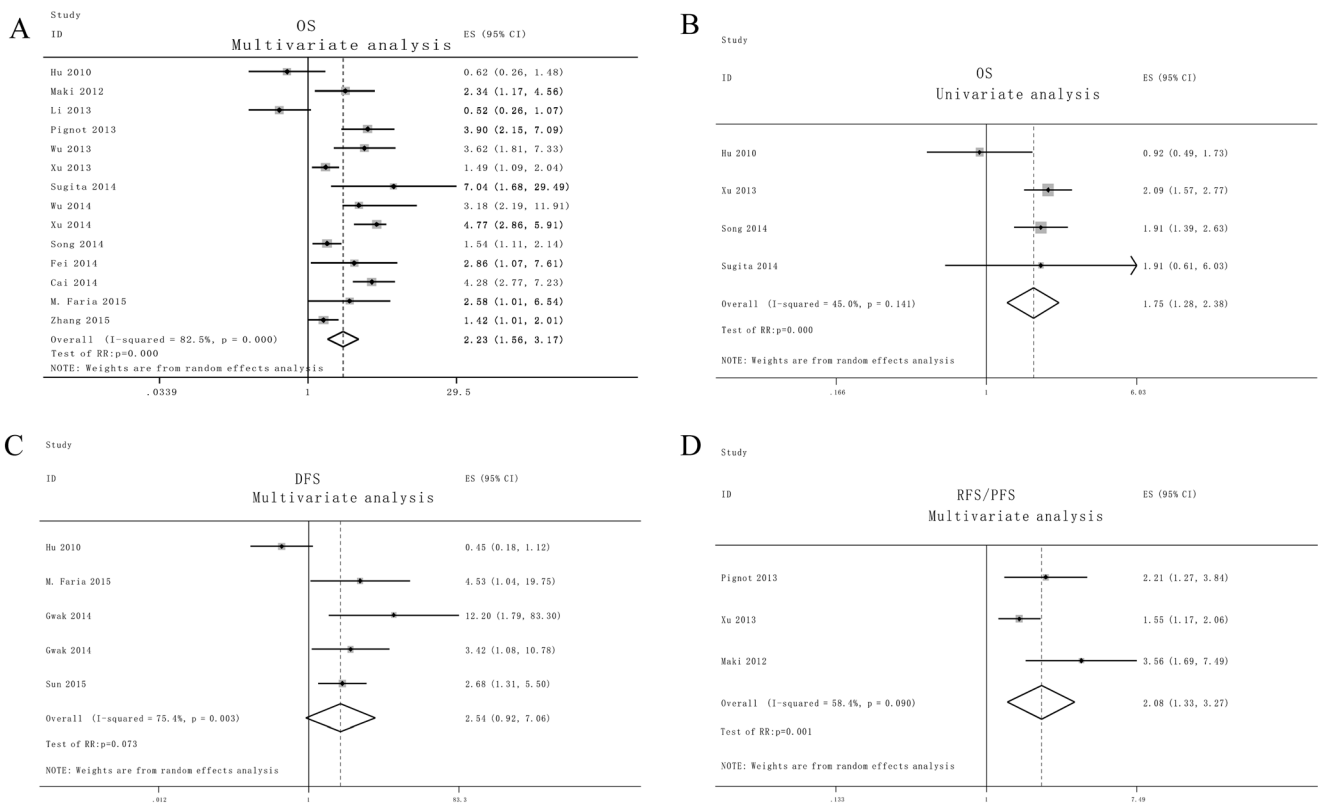 A
Study
ID
OS
Multivariate analysis
ES (95% CI)
Hu 2010 0.62 (0.26, 1.48)
Maki 2012 2.34 (1.17, 4.56)
Li 2013 0.52 (0.26, 1.07)
Pignot 2013 3.90 (2.15, 7.09)
Wu 2013 3.62 (1.81, 7.33)
Xu 2013 1.49 (1.09, 2.04)
Sugita 2014 7.04 (1.68, 29.49)
Wu 2014 3.18 (2.19, 11.91)
Xu 2014 4.77 (2.86, 5.91)
Song 2014 1.54 (1.11, 2.14)
Fei 2014 2.86 (1.07, 7.61)
Cai 2014 4.28 (2.77, 7.23)
M. Faria 2015 2.58 (1.01, 6.54)
Zhang 2015 1.42 (1.01, 2.01)
Overall (I-squared = 82.5%, p = 0.000) 2.23 (1.56, 3.17)
Test of RR:p=0.000
NOTE: Weights are from random effects analysis
.0339 1 29.5
B
Study
ID
OS
Univariate analysis
ES (95% CI)
Hu 2010 0.92 (0.49, 1.73)
Xu 2013 2.09 (1.57, 2.77)
Song 2014 1.91 (1.39, 2.63)
Sugita 2014 1.91 (0.61, 6.03)
Overall (I-squared = 45.0%, p = 0.141) 1.75 (1.28, 2.38)
Test of RR:p=0.000
NOTE: Weights are from random effects analysis
.166 1 6.03
C
Study
ID
DFS
Multivariate analysis
ES (95% CI)
Hu 2010 0.45 (0.18, 1.12)
M. Faria 2015 4.53 (1.04, 19.75)
Gwak 2014 12.20 (1.79, 83.30)
Gwak 2014 3.42 (1.08, 10.78)
Sun 2015 2.68 (1.31, 5.50)
Overall (I-squared = 75.4%, p = 0.003) 2.54 (0.92, 7.06)
Test of RR:p=0.073
NOTE: Weights are from random effects analysis
.012 1 83.3
D
Study
ID
RFS/PFS
Multivariate analysis
ES (95% CI)
Pignot 2013 2.21 (1.27, 3.84)
Xu 2013 1.55 (1.17, 2.06)
Maki 2012 3.56 (1.69, 7.49)
Overall (I-squared = 58.4%, p = 0.090) 2.08 (1.33, 3.27)
Test of RR:p=0.001
NOTE: Weights are from random effects analysis
.133 1 7.49